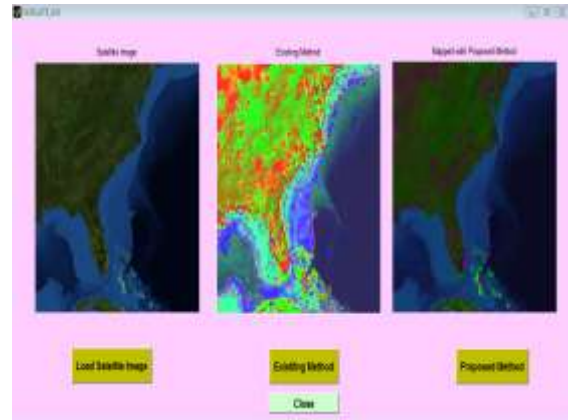 Satellite Image
Existing Method
Mapped with Proposed Method
Load Satellite Image
Existing Method
Proposed Method
Close